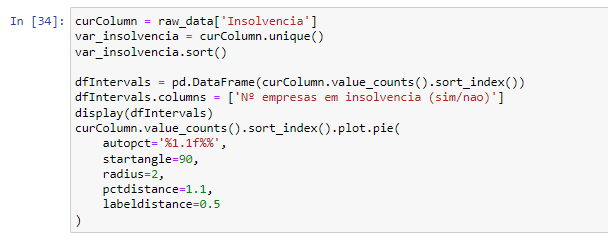 In [34]: curColumn = raw_data['Insolvencia']
var_insolvencia = curColumn.unique()
var_insolvencia.sort()
dfIntervals = pd.DataFrame(curColumn.value_counts().sort_index())
dfIntervals.columns = ['Nº empresas em insolvencia (sim/nao)']
display(dfIntervals)
curColumn.value_counts().sort_index().plot.pie(
autopct='%1.1f%%',
startangle=90,
radius=2,
pctdistance=1.1,
labeldistance=0.5
)